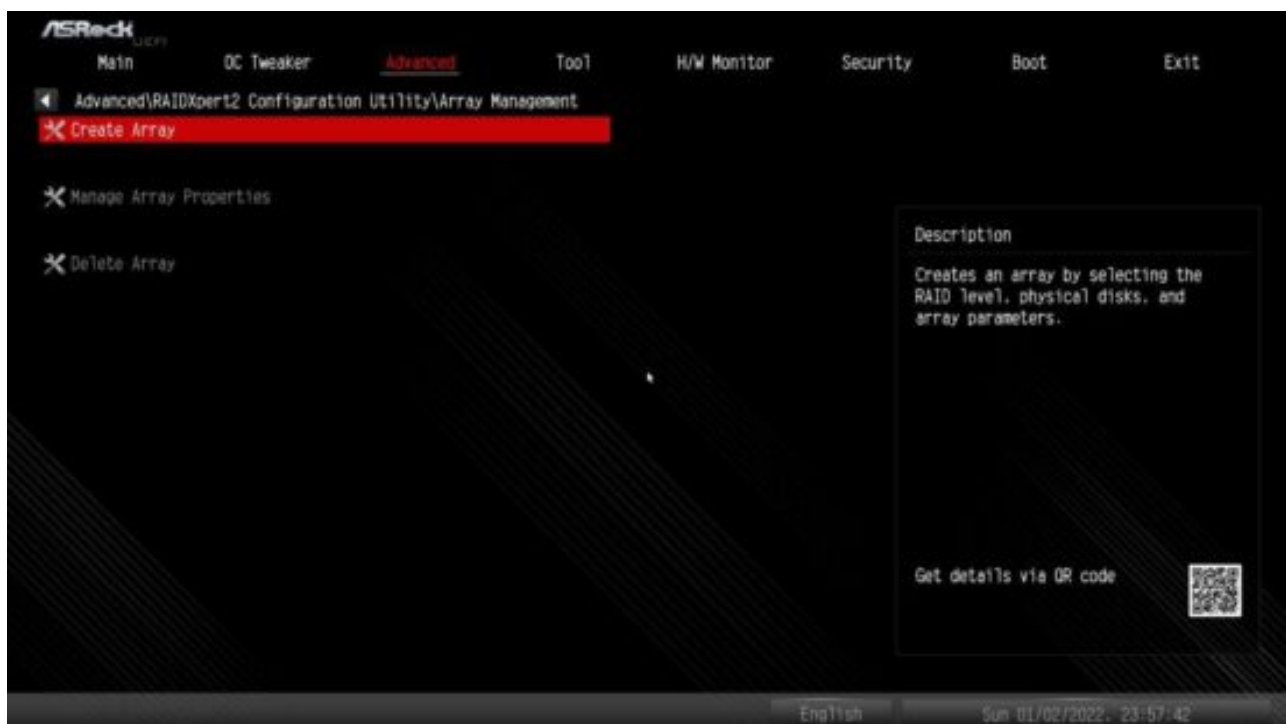 ASRock
UEFI
Main OC Tweaker Advanced Tool H/W Monitor Security Boot Exit
Advanced\RAIDXpert2 Configuration Utility\Array Management
Create Array
Manage Array Properties
Delete Array
Description
Creates an array by selecting the
RAID level, physical disks, and
array parameters.
Get details via QR code
English Sun 01/02/2022, 23:57:42